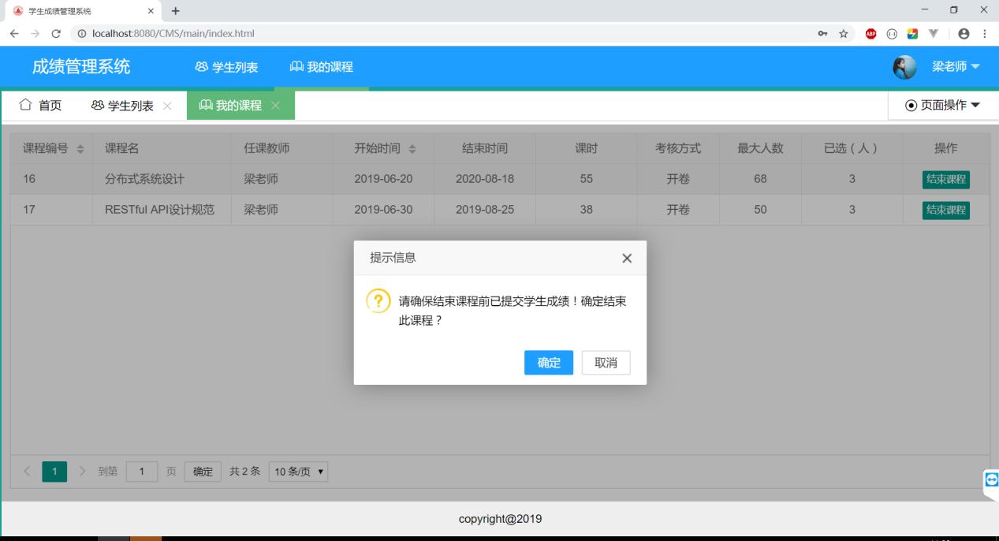 学生成绩管理系统
localhost:8080/CMS/main/index.html
ABP
成绩管理系统 学生列表 我的课程 梁老师
首页 学生列表 我的课程 页面操作
课程编号 课程名 任课教师 开始时间 结束时间 课时 考核方式 最大人数 已选（人） 操作
16 分布式系统设计 梁老师 2019-06-20 2020-08-18 55 开卷 68 3 结束课程
17 RESTful API设计规范 梁老师 2019-06-30 2019-08-25 38 开卷 50 3 结束课程
提示信息
请确保结束课程前已提交学生成绩！确定结束
此课程？
确定 取消
1 到第 1 页 确定 共 2 条 10 条/页
copyright@2019